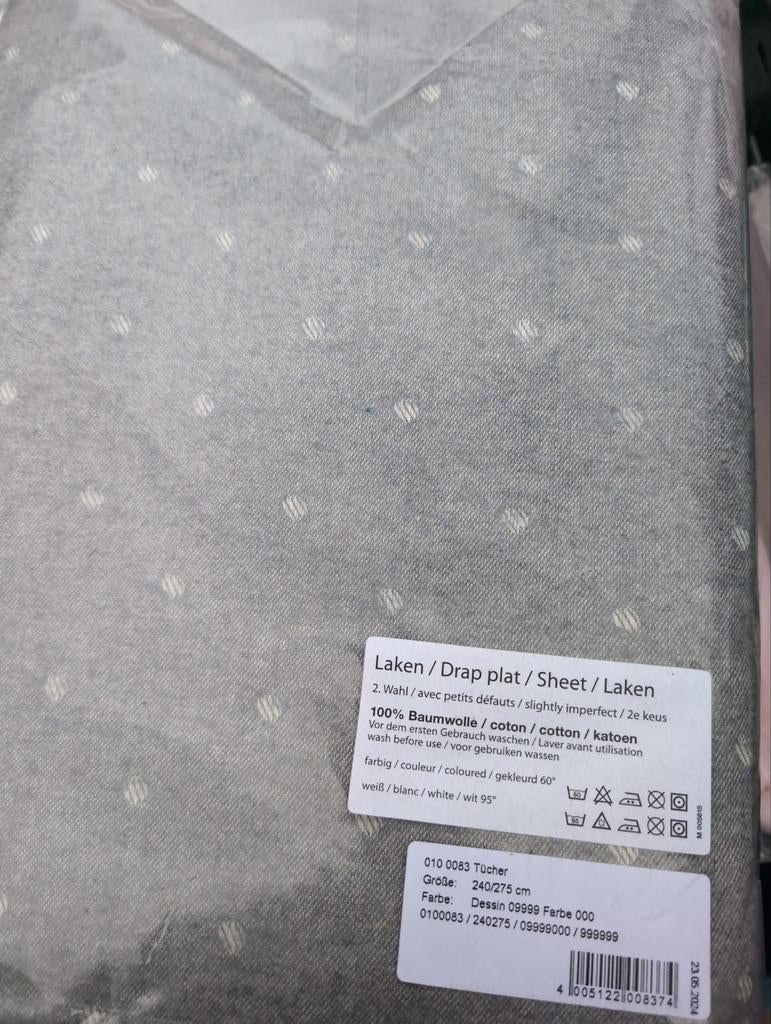 Laken / Drap plat / Sheet / Laken
2. Wahl / avec petits défauts / slightly imperfect / 2e keus
100% Baumwolle / coton / cotton / katoen
Vor dem ersten Gebrauch waschen / Laver avant utilisation
wash before use / voor gebruiken wassen
farbig / couleur / coloured / gekleurd 60°
60
weiß / blanc / white / wit 95°
95
M 005615
010 0083 Tücher
Größe: 240/275 cm
Farbe: Dessin 09999 Farbe 000
0100083 / 240275 / 09999000 / 999999
4 005122 008374
23.05.2024